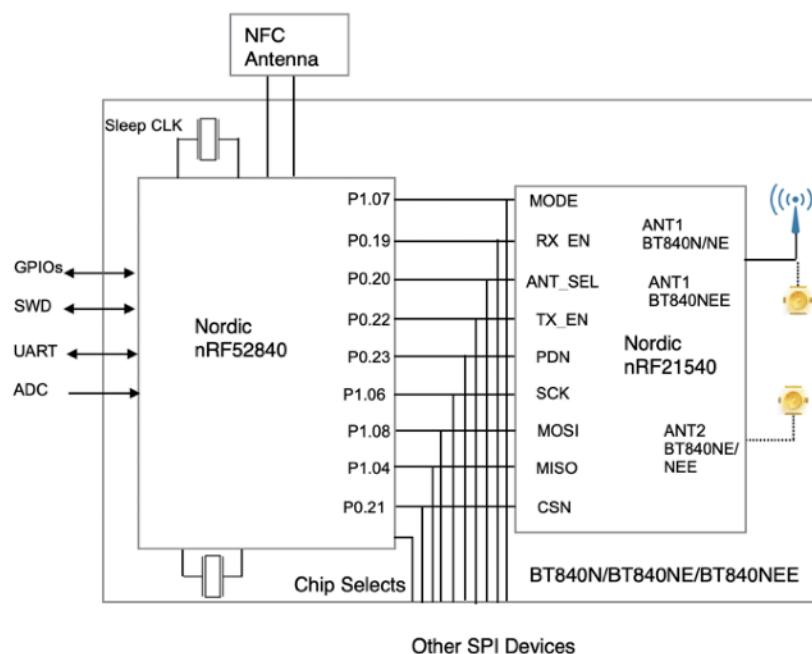 NFC
Antenna
Sleep CLK
P1.07
MODE
P0.19
RX EN
ANT1
BT840N/NE
GPIOs
P0.20
ANT_SEL
ANT1
BT840NEE
SWD
P0.22
TX_EN
Nordic
nRF52840
Nordic
nRF21540
UART
P0.23
PDN
ADC
P1.06
SCK
P1.08
MOSI
ANT2
BT840NE/
NEE
P1.04
MISO
P0.21
CSN
Chip Selects
BT840N/BT840NE/BT840NEE
Other SPI Devices